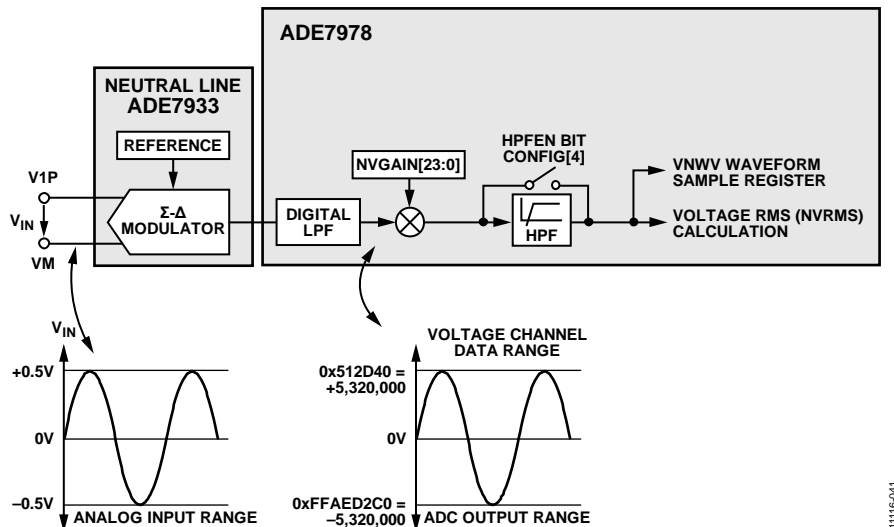 ADE7978
NEUTRAL LINE
ADE7933
REFERENCE
V1P
VIN
VM
Σ-Δ
MODULATOR
DIGITAL
LPF
NVGAIN[23:0]
HPFEN BIT
CONFIG[4]
HPF
VNWV WAVEFORM
SAMPLE REGISTER
VOLTAGE RMS (NVRMS)
CALCULATION
VIN
+0.5V
0V
–0.5V
ANALOG INPUT RANGE
VOLTAGE CHANNEL
DATA RANGE
0x512D40 =
+5,320,000
0V
0xFFAED2C0 =
–5,320,000
ADC OUTPUT RANGE
11116-041